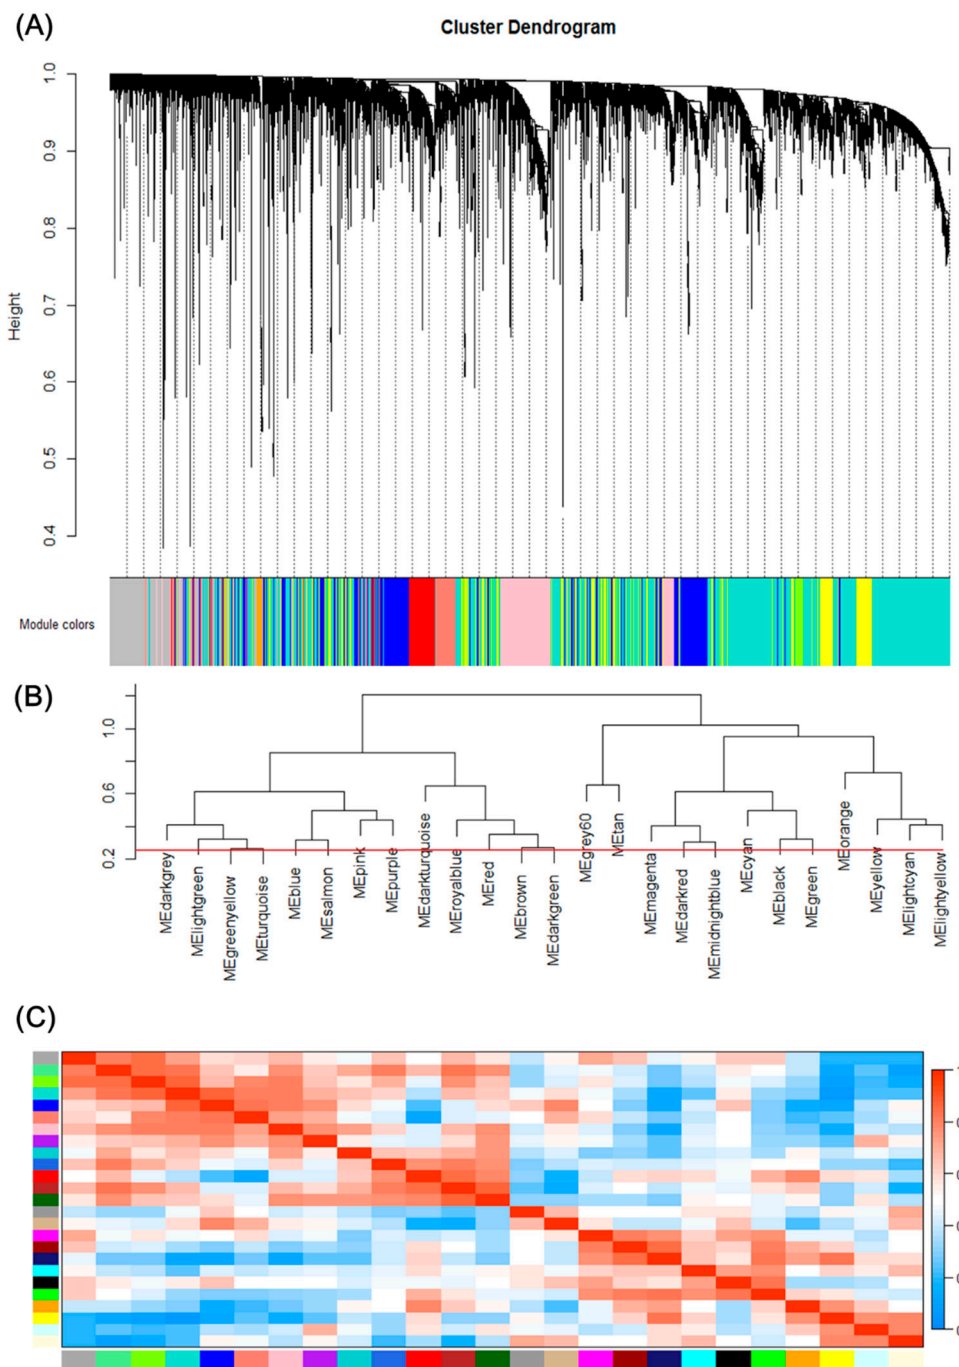 (A)
Cluster Dendrogram
Height
1.0
0.9
0.8
0.7
0.6
0.5
0.4
Module colors
(B)
1.0
0.6
0.2
MEdarkgrey
MElightgreen
MEgreenyellow
MEturquoise
MEblue
MEsalmon
MEpink
MEpurple
MEdarkturquoise
MEroyalblue
MEred
MEbrown
MEdarkgreen
MEgrey60
MEtan
MEmagenta
MEdarkred
MEmidnightblue
MEcyan
MEblack
MEgreen
MEorange
MEyellow
MElightcyan
MElightyellow
(C)